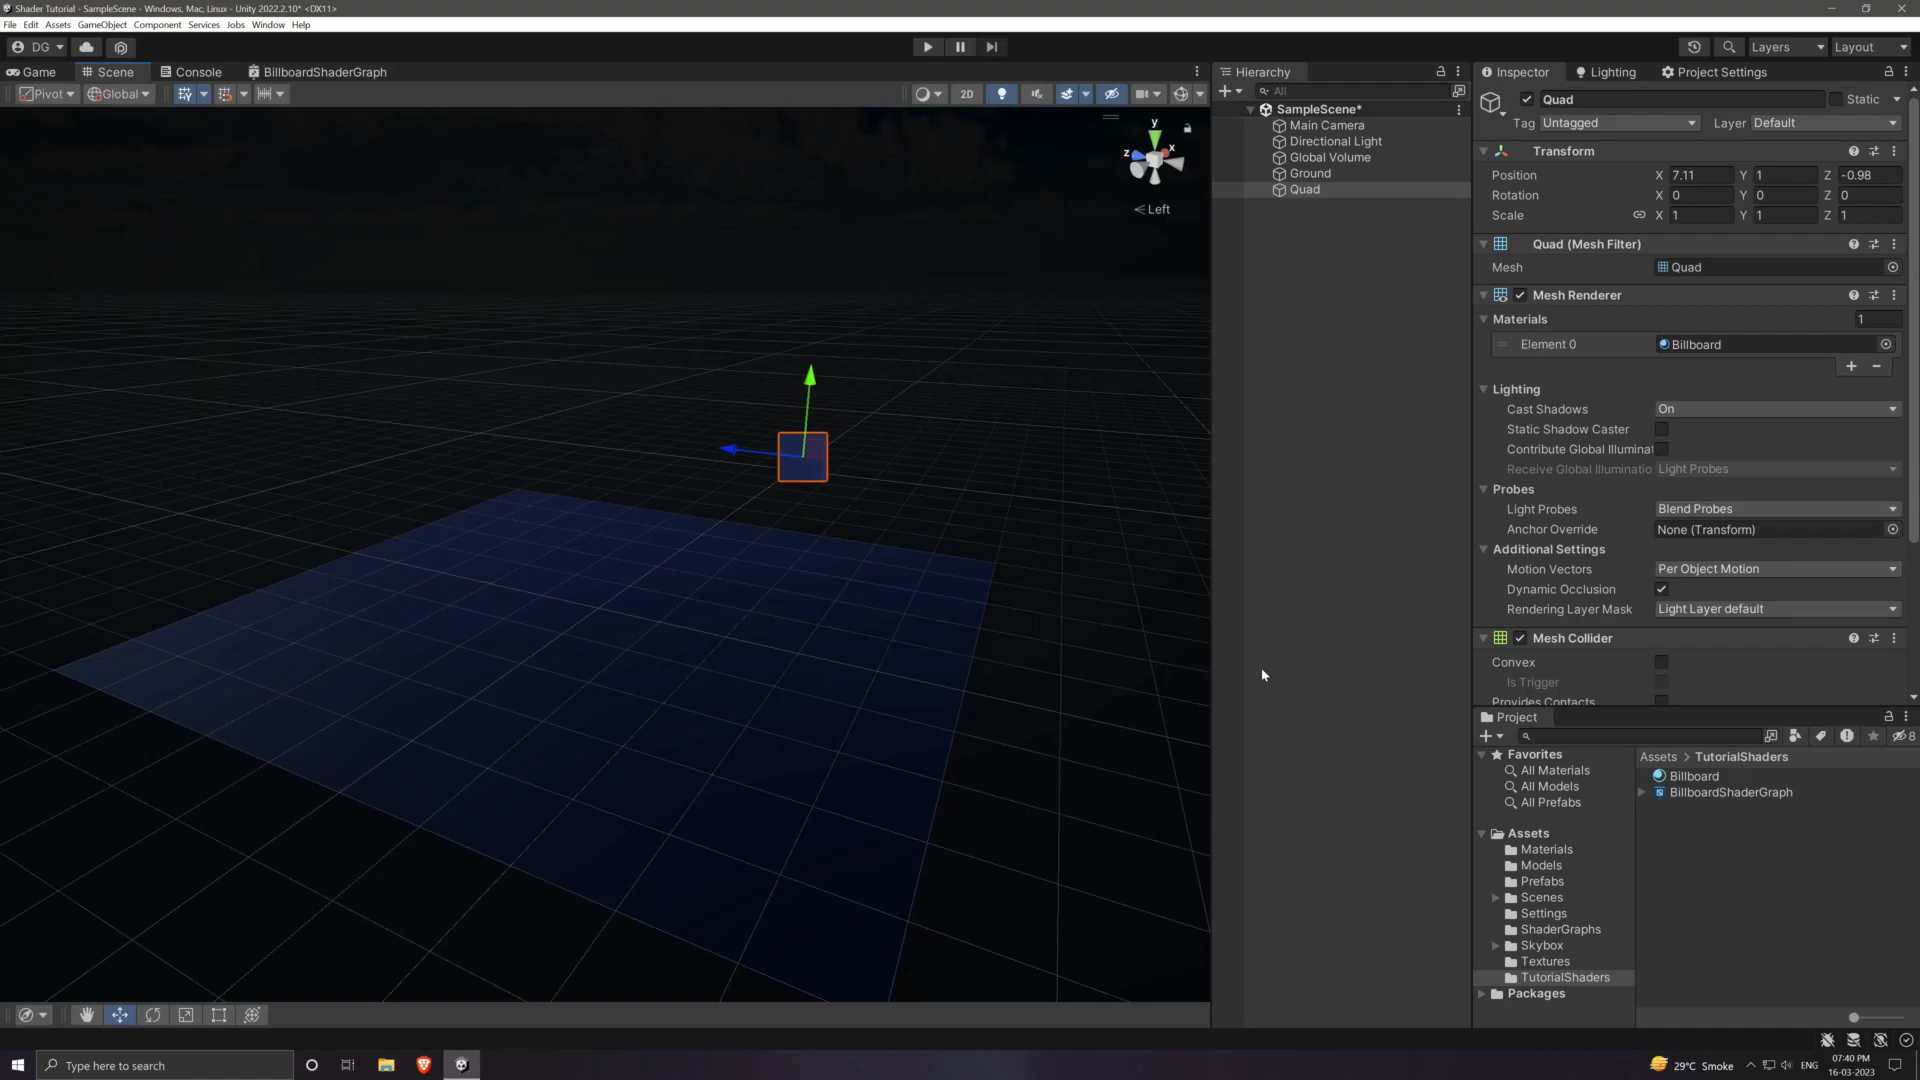 Shader Tutorial - SampleScene - Windows, Mac, Linux - Unity 2022.2.10* <DX11>
File Edit Assets GameObject Component Services Jobs Window Help
DG Layers Layout
Game Scene Console BillboardShaderGraph
Pivot Global 2D
y
z x
Left
Hierarchy
All
SampleScene*
Main Camera
Directional Light
Global Volume
Ground
Quad
Inspector Lighting Project Settings
Quad Static
Tag Untagged Layer Default
Transform
Position X 7.11 Y 1 Z -0.98
Rotation X 0 Y 0 Z 0
Scale X 1 Y 1 Z 1
Quad (Mesh Filter)
Mesh Quad
Mesh Renderer
Materials 1
Element 0 Billboard
Lighting
Cast Shadows On
Static Shadow Caster
Contribute Global Illuminat
Receive Global Illuminatio Light Probes
Probes
Light Probes Blend Probes
Anchor Override None (Transform)
Additional Settings
Motion Vectors Per Object Motion
Dynamic Occlusion
Rendering Layer Mask Light Layer default
Mesh Collider
Convex
Is Trigger
Provides Contacts
Project
8
Favorites
All Materials
All Models
All Prefabs
Assets
Materials
Models
Prefabs
Scenes
Settings
ShaderGraphs
Skybox
Textures
TutorialShaders
Packages
Assets > TutorialShaders
Billboard
BillboardShaderGraph
Type here to search
29°C Smoke ENG 07:40 PM
16-03-2023